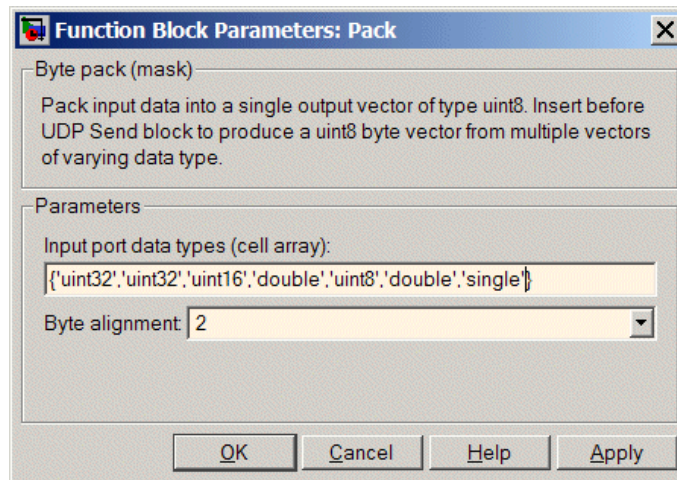 Function Block Parameters: Pack
Byte pack (mask)
Pack input data into a single output vector of type uint8. Insert before
UDP Send block to produce a uint8 byte vector from multiple vectors
of varying data type.
Parameters
Input port data types (cell array):
{'uint32','uint32','uint16','double','uint8','double','single'}
Byte alignment: 2
OK Cancel Help Apply